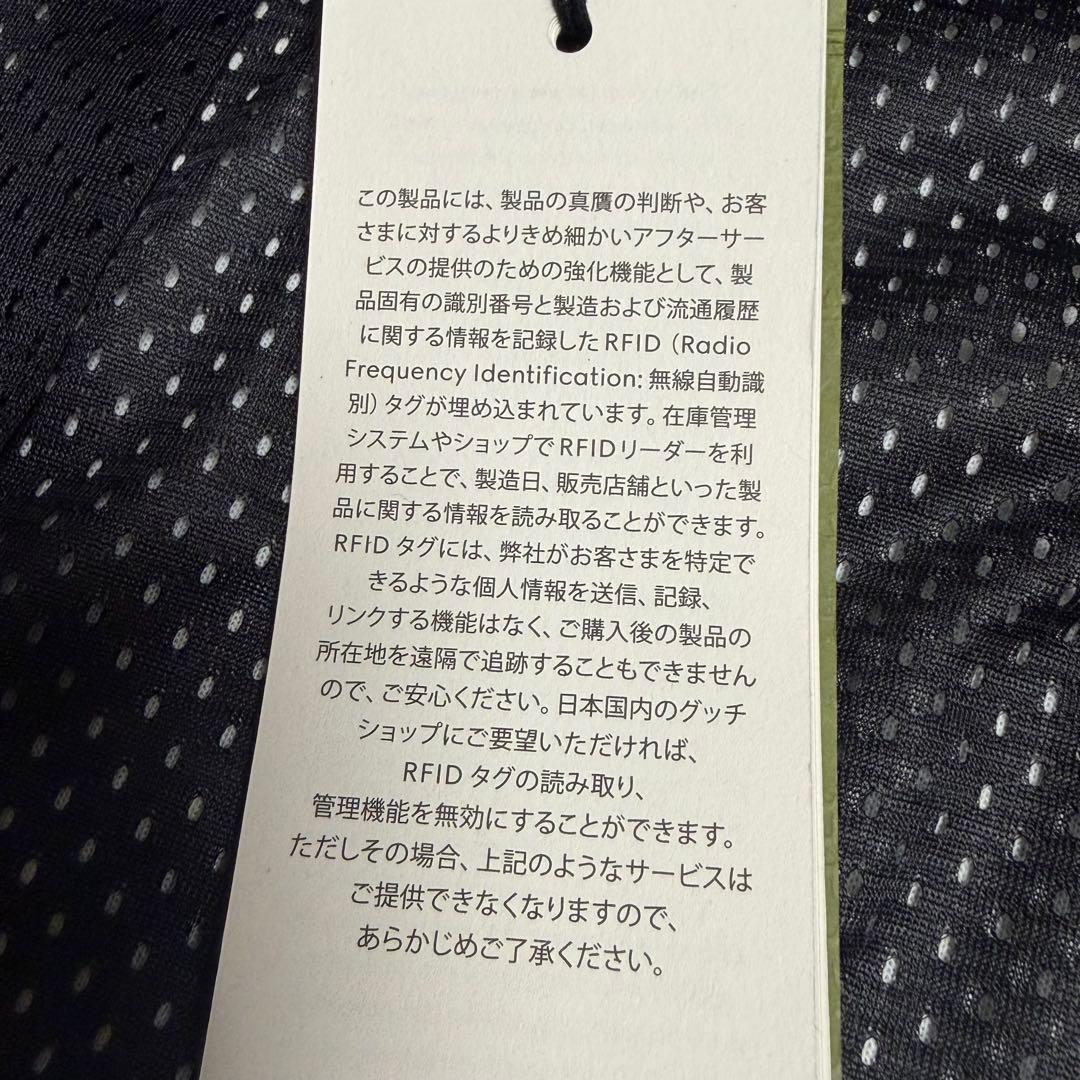 この製品には、製品の真贋の判断や、お客
さまに対するよりきめ細かいアフターサー
ビスの提供のための強化機能として、製
品固有の識別番号と製造および流通履歴
に関する情報を記録したRFID（Radio
Frequency Identification: 無線自動識
別）タグが埋め込まれています。在庫管理
システムやショップでRFIDリーダーを利
用することで、製造日、販売店舗といった製
品に関する情報を読み取ることができます。
RFID タグには、弊社がお客さまを特定で
きるような個人情報を送信、記録、
リンクする機能はなく、ご購入後の製品の
所在地を遠隔で追跡することもできません
ので、ご安心ください。日本国内のグッチ
ショップにご要望いただければ、
RFID タグの読み取り、
管理機能を無効にすることができます。
ただしその場合、上記のようなサービスは
ご提供できなくなりますので、
あらかじめご了承ください。